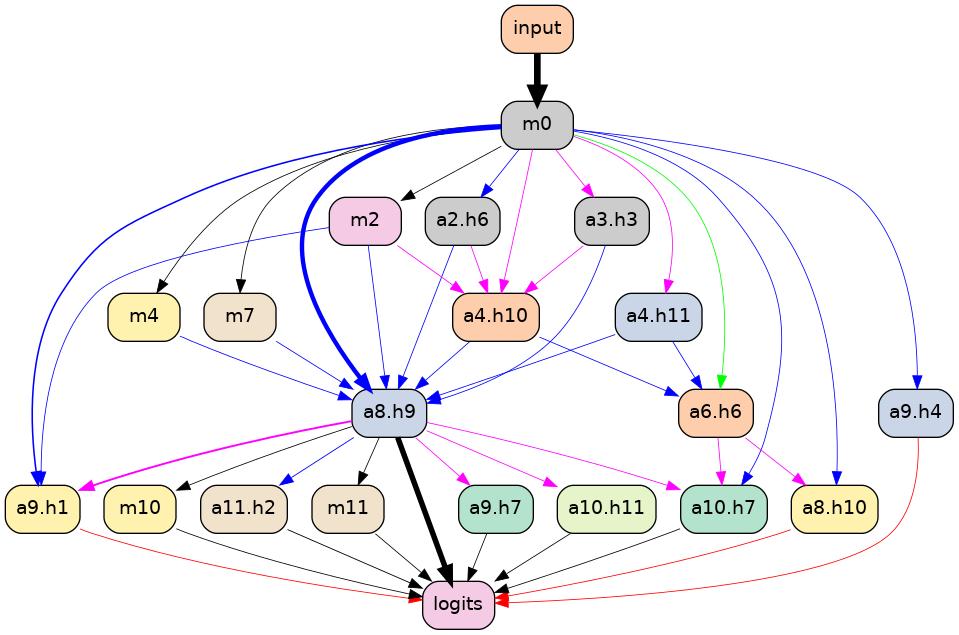 input
m0
m2
a2.h6
a3.h3
m4
m7
a4.h10
a4.h11
a8.h9
a6.h6
a9.h4
a9.h1
m10
a11.h2
m11
a9.h7
a10.h11
a10.h7
a8.h10
logits